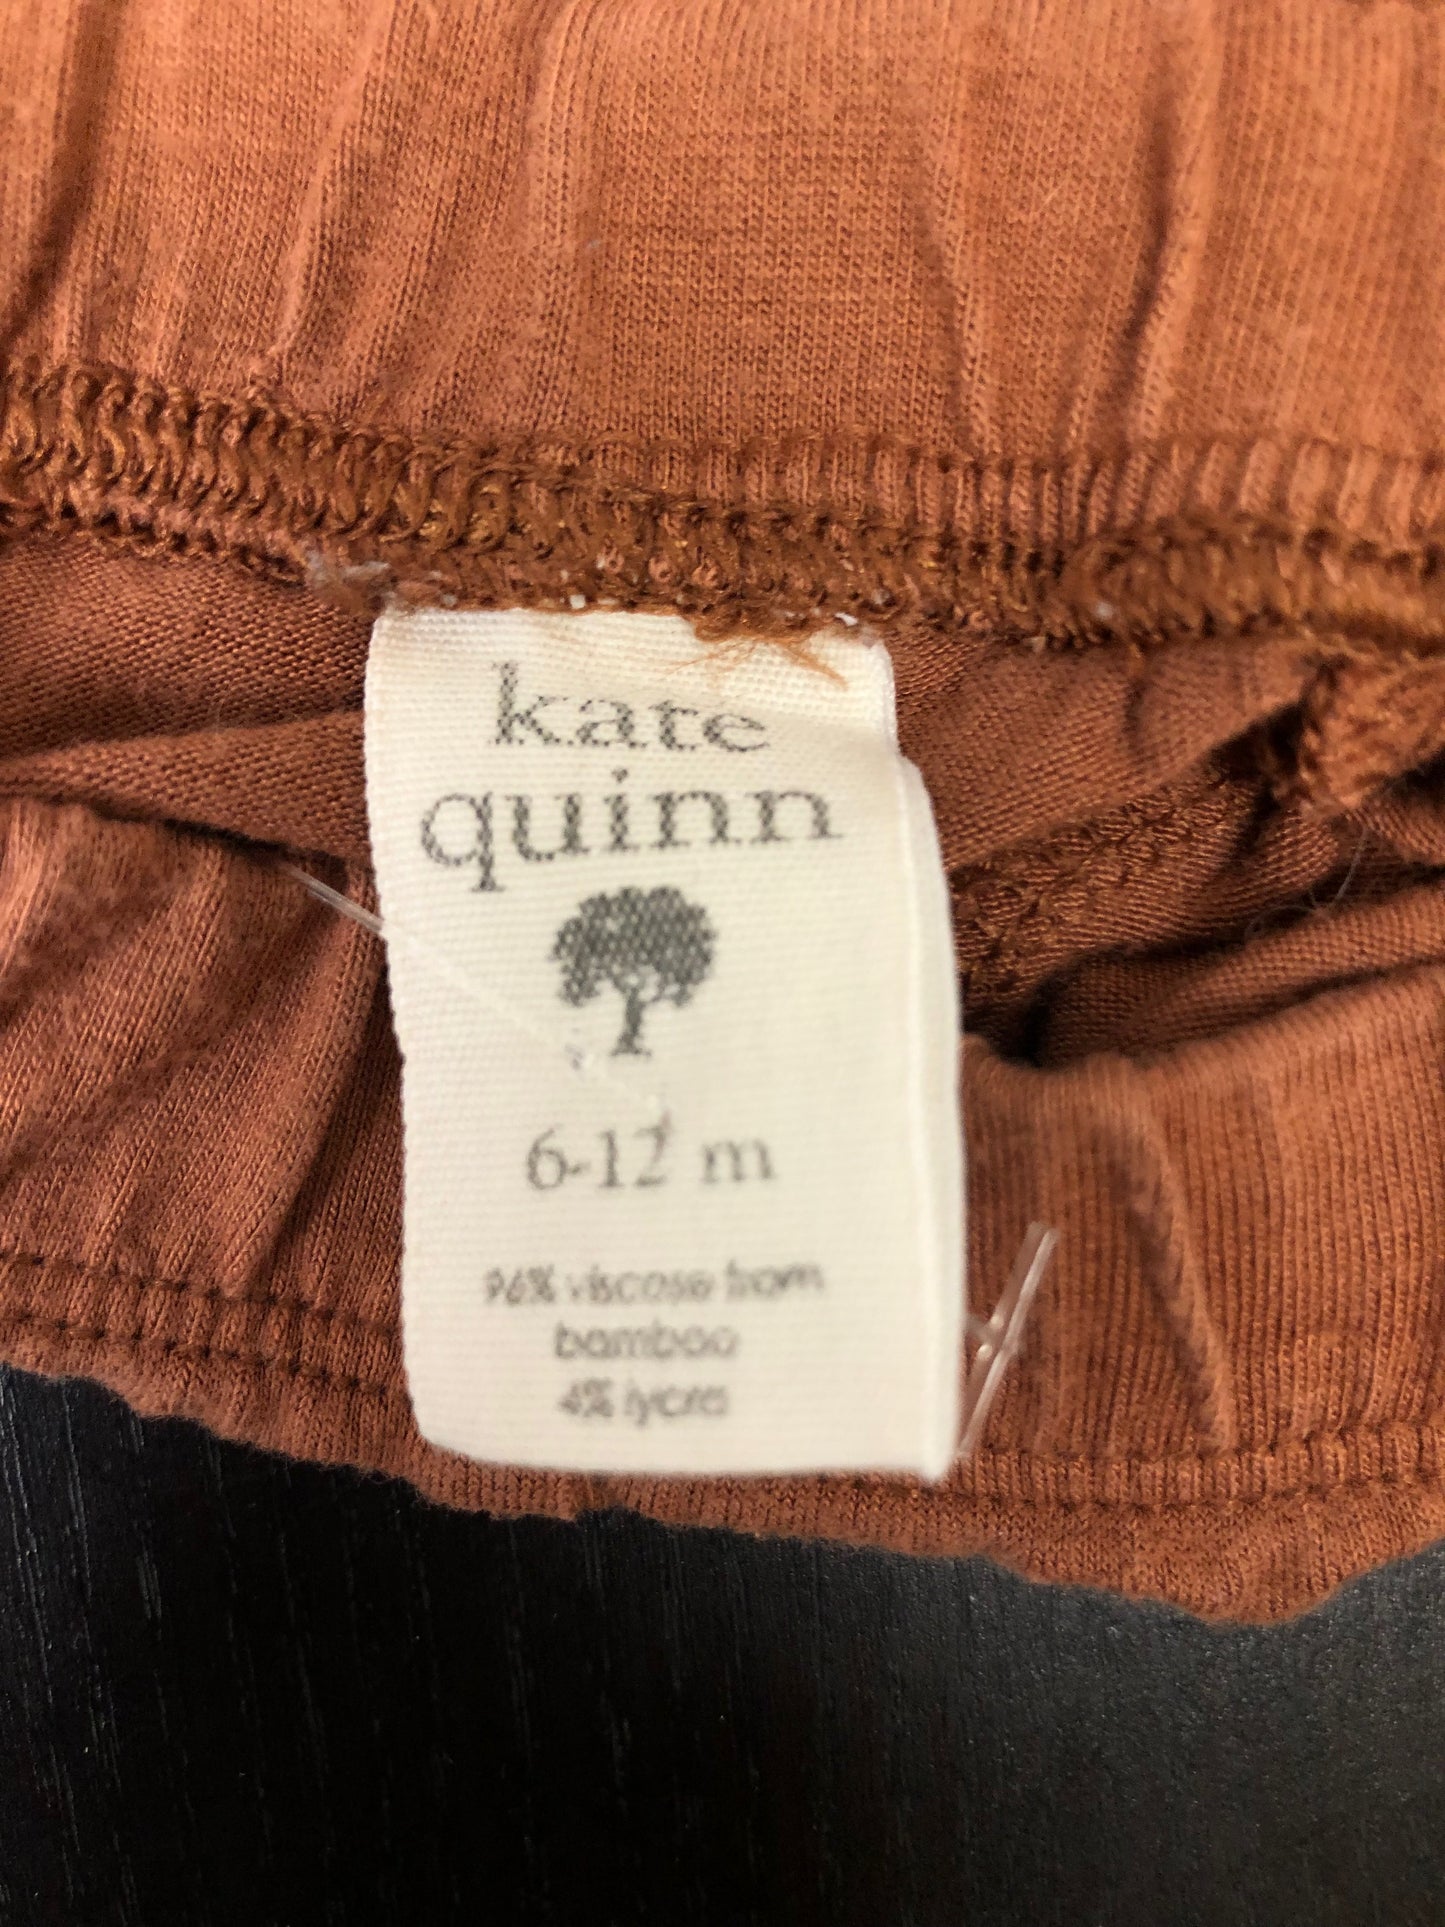 kate
quinn
6-12 m
96% viscose from
bamboo
4% lycra